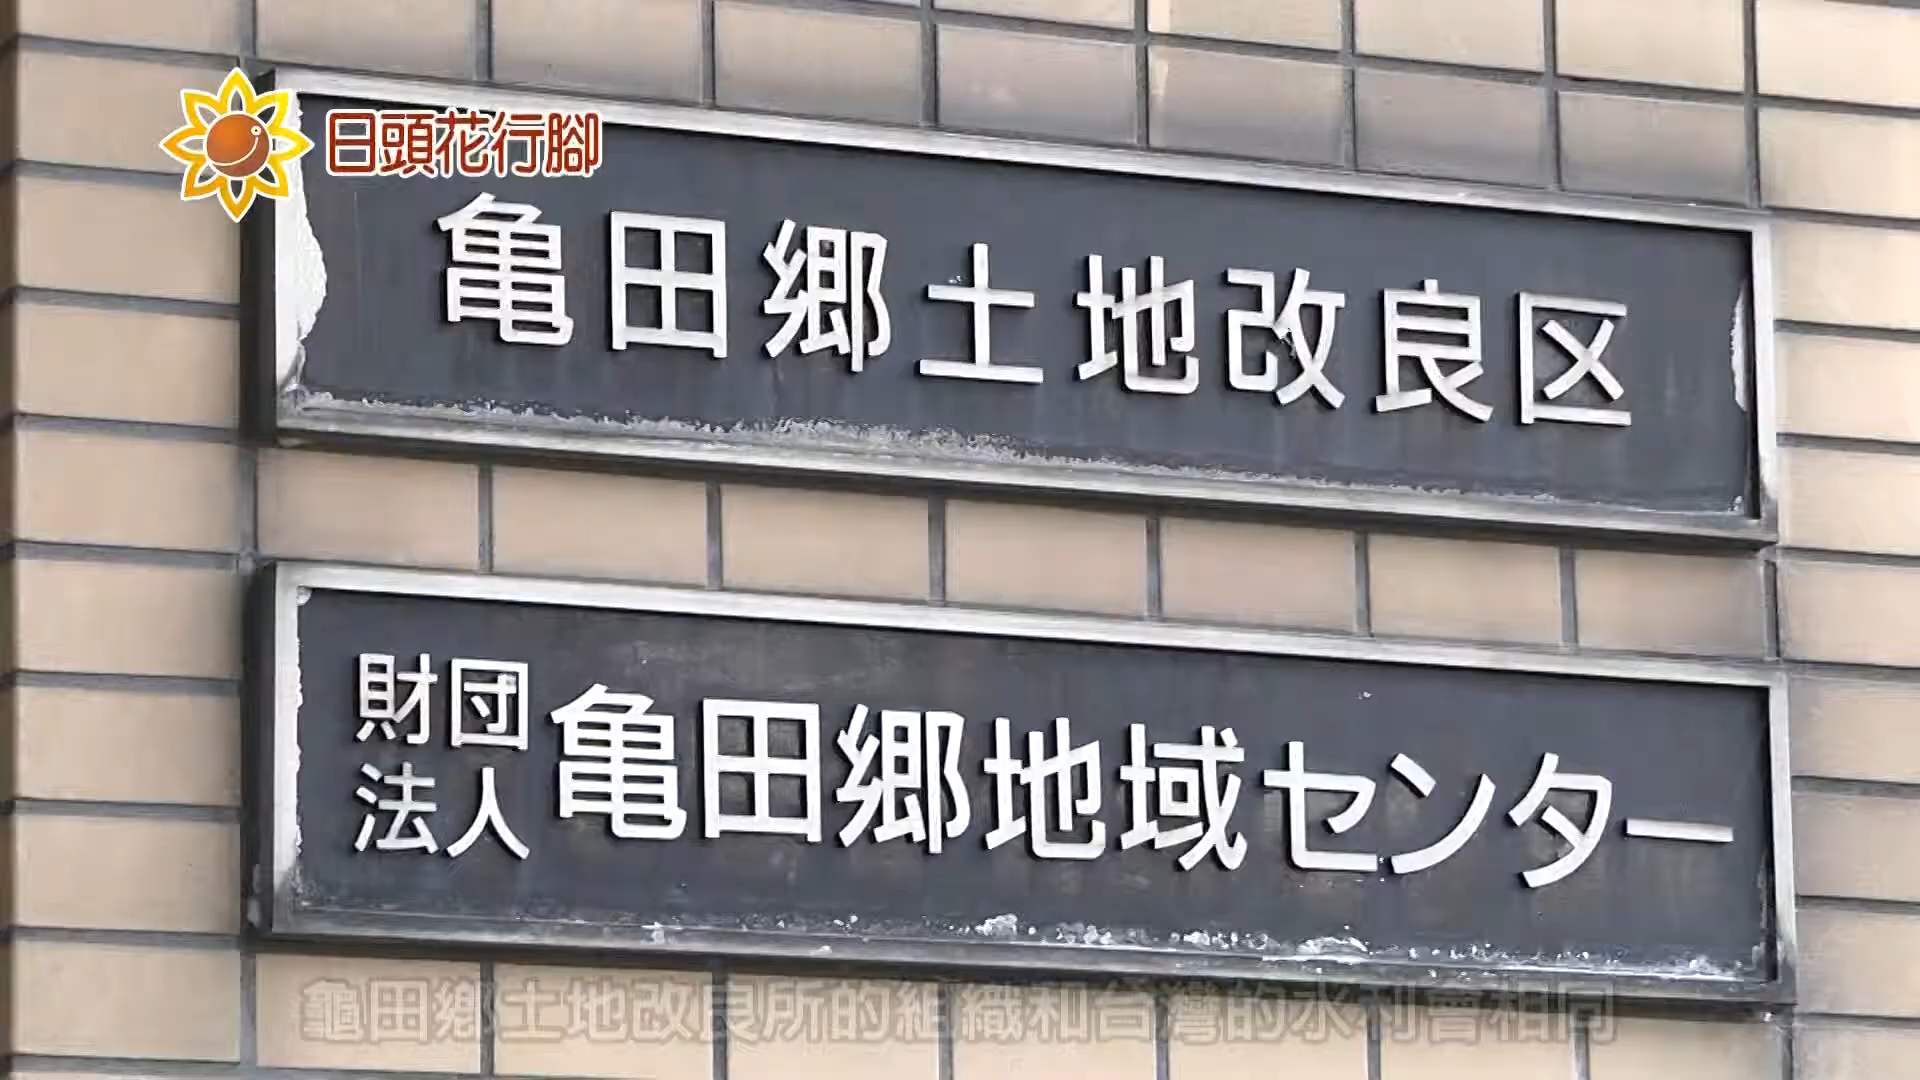 日頭花行腳
亀田郷土地改良区
財団
法人
亀田郷地域センター
龜田鄉土地改良所的組織和台灣的水利會相同